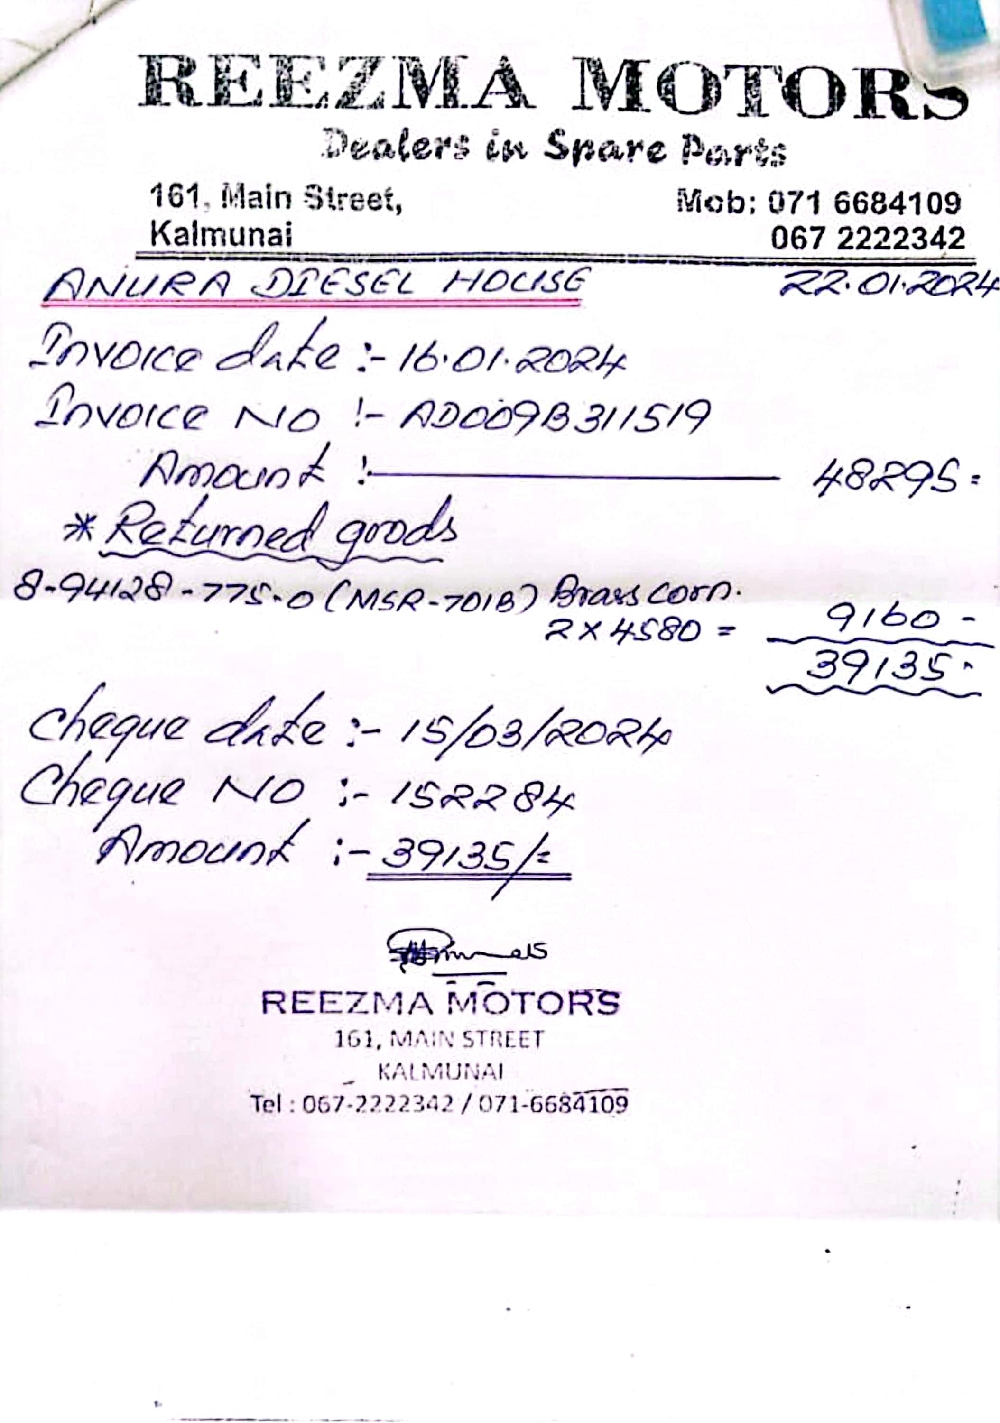 REEZMA MOTORS
Dealers in Spare Parts
161, Main Street,
Kalmunai
Mob: 071 6684109
067 2222342
ANURA DIESEL HOUSE
22.01.2024
Invoice date :- 16.01.2024
Invoice NO :- AD009B311519
Amount :- 48295=
* Returned goods
8-94128-775-0 (MSR-701B) Brass corn.
2 X 4580 = 9160 -
39135.
Cheque date :- 15/03/2024
Cheque NO :- 152284
Amount :- 39135/=
REEZMA MOTORS
161, MAIN STREET
KALMUNAI
Tel : 067-2222342 / 071-6684109